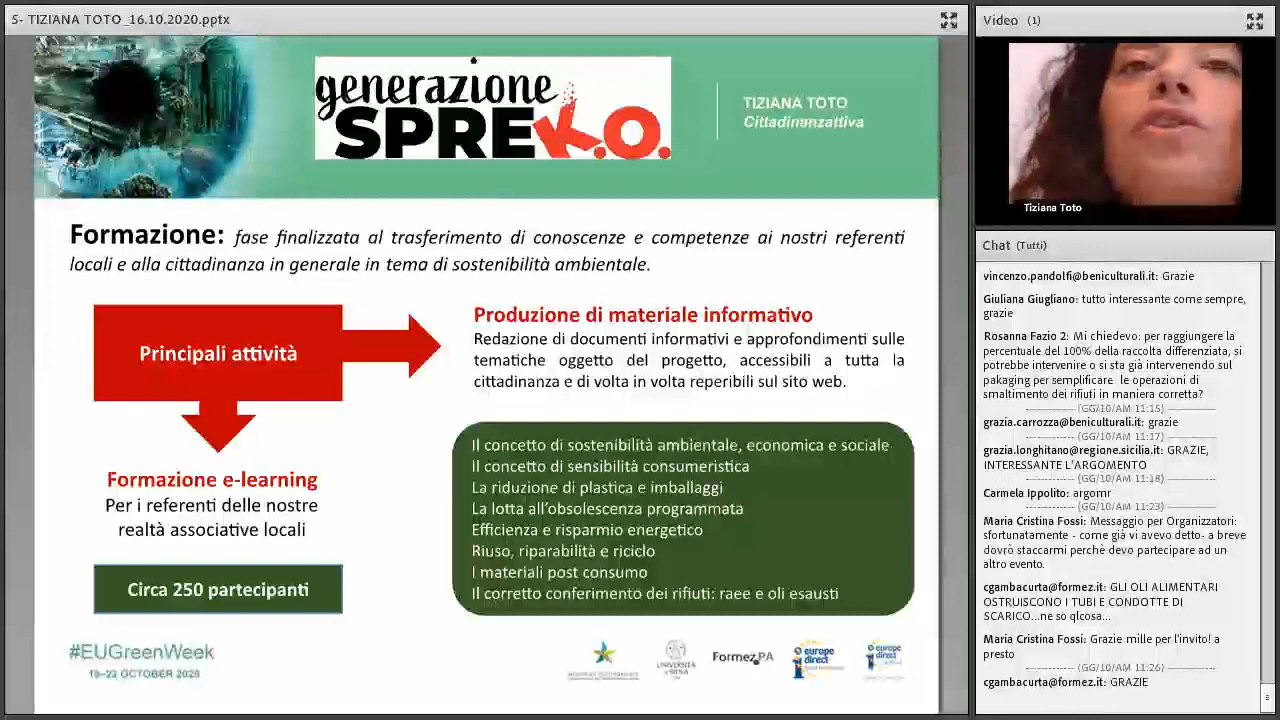 5- TIZIANA TOTO_16.10.2020.pptx
generazione
SPREK.O.
TIZIANA TOTO
Cittadinanzattiva
Formazione: fase finalizzata al trasferimento di conoscenze e competenze ai nostri referenti
locali e alla cittadinanza in generale in tema di sostenibilità ambientale.
Principali attività
Produzione di materiale informativo
Redazione di documenti informativi e approfondimenti sulle
tematiche oggetto del progetto, accessibili a tutta la
cittadinanza e di volta in volta reperibili sul sito web.
Formazione e-learning
Per i referenti delle nostre
realtà associative locali
Circa 250 partecipanti
Il concetto di sostenibilità ambientale, economica e sociale
Il concetto di sensibilità consumeristica
La riduzione di plastica e imballaggi
La lotta all'obsolescenza programmata
Efficienza e risparmio energetico
Riuso, riparabilità e riciclo
I materiali post consumo
Il corretto conferimento dei rifiuti: raee e oli esausti
#EUGreenWeek
19–22 OCTOBER 2020
UNIVERSITÀ
Formez PA
europe
direct
europe
direct
Video (1)
Tiziana Toto
Chat (Tutti)
vincenzo.pandolfi@beniculturali.it: Grazie
Giuliana Giugliano: tutto interessante come sempre,
grazie
Rosanna Fazio 2: Mi chiedevo: per raggiungere la
percentuale del 100% della raccolta differenziata, si
potrebbe intervenire o si sta già intervenendo sul
pakaging per semplificare le operazioni di
smaltimento dei rifiuti in maniera corretta?
(GG/10/AM 11:15)
grazia.carrozza@beniculturali.it: grazie
(GG/10/AM 11:17)
grazia.longhitano@regione.sicilia.it: GRAZIE,
INTERESSANTE L'ARGOMENTO
(GG/10/AM 11:18)
Carmela Ippolito: argomr
(GG/10/AM 11:23)
Maria Cristina Fossi: Messaggio per Organizzatori:
sfortunatamente - come già vi avevo detto- a breve
dovrò staccarmi perchè devo partecipare ad un
altro evento.
cgambacurta@formez.it: GLI OLI ALIMENTARI
OSTRUISCONO I TUBI E CONDOTTE DI
SCARICO...ne so qlcosa...
Maria Cristina Fossi: Grazie mille per l'invito! a
presto
(GG/10/AM 11:26)
cgambacurta@formez.it: GRAZIE